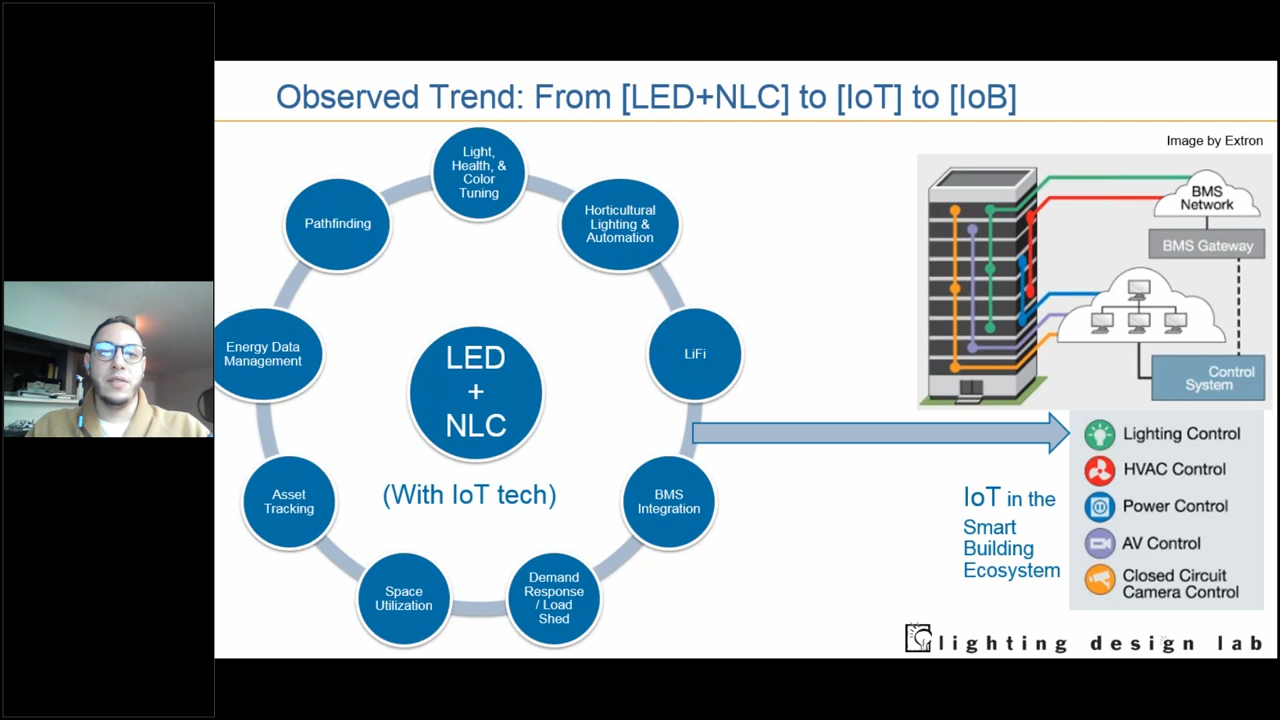 Observed Trend: From [LED+NLC] to [IoT] to [IoB]
Image by Extron
Light,
Health, &
Color
Tuning
Horticultural
Lighting &
Automation
LiFi
BMS
Integration
Demand
Response
/ Load
Shed
Space
Utilization
Asset
Tracking
Energy Data
Management
Pathfinding
LED
+
NLC
(With IoT tech)
BMS
Network
BMS Gateway
Control
System
IoT in the
Smart
Building
Ecosystem
Lighting Control
HVAC Control
Power Control
AV Control
Closed Circuit
Camera Control
lighting design lab